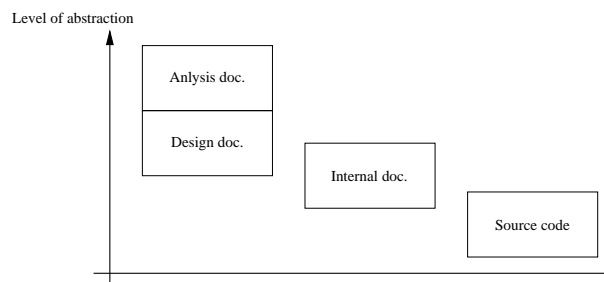 Level of abstraction
Anlysis doc.
Design doc.
Internal doc.
Source code